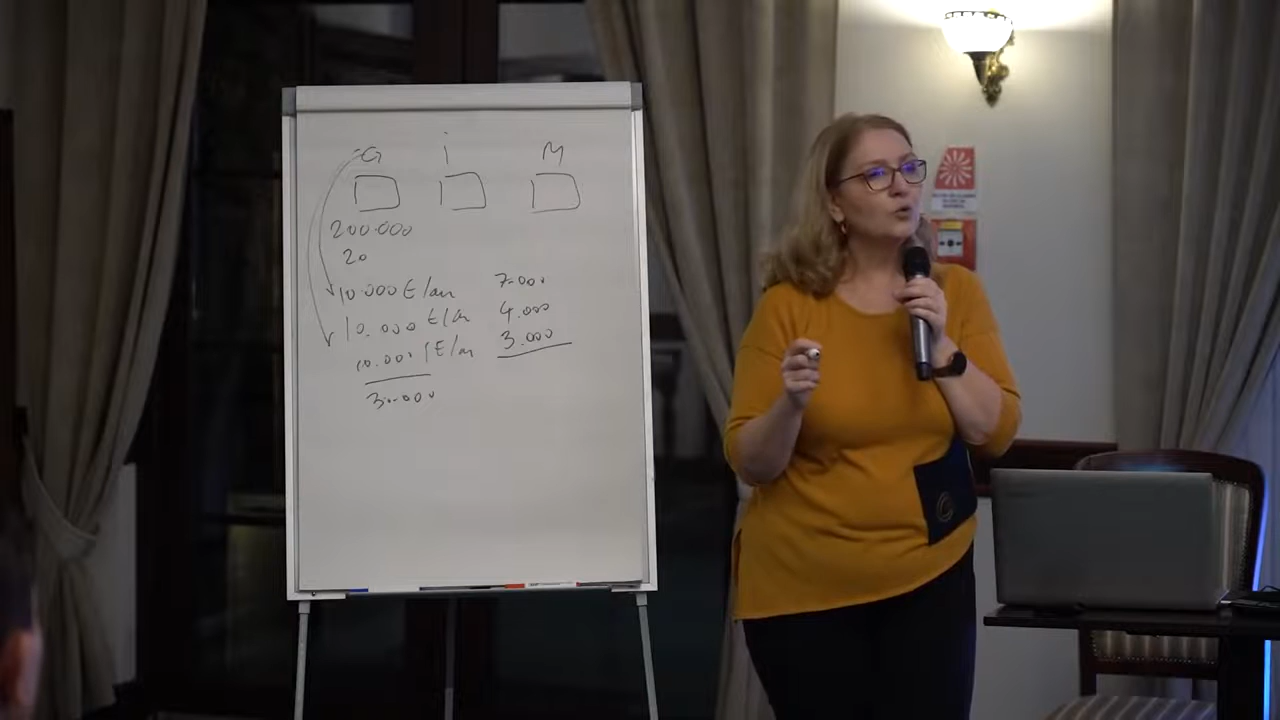 G i M
200.000
20
10.000 €/an 7.000
10.000 €/an 4.000
10.000 €/an 3.000
30.000